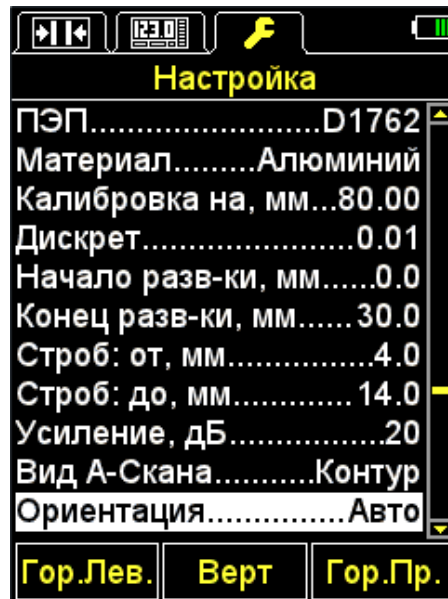 123.0
Настройка
ПЭП.......................D1762
Материал.........Алюминий
Калибровка на, мм...80.00
Дискрет.....................0.01
Начало разв-ки, мм......0.0
Конец разв-ки, мм......30.0
Строб: от, мм...............4.0
Строб: до, мм.............14.0
Усиление, дБ................20
Вид А-Скана...........Контур
Ориентация..............Авто
Гор.Лев. Верт Гор.Пр.